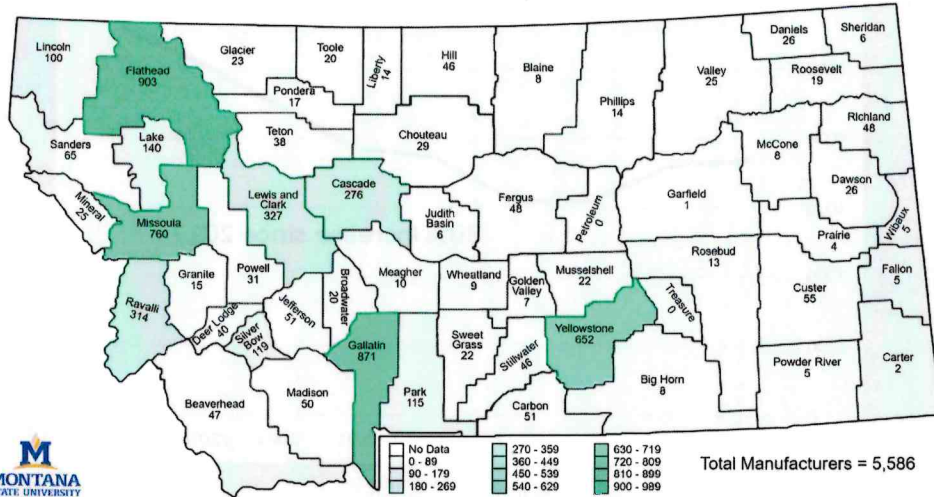 Lincoln
100
Flathead
903
Glacier
23
Toole
20
Liberty
14
Hill
46
Blaine
8
Phillips
14
Valley
25
Daniels
26
Sheridan
6
Roosevelt
19
Richland
48
Sanders
65
Lake
140
Pondera
17
Teton
38
Chouteau
29
McCone
8
Dawson
26
Wibaux
5
Mineral
25
Missoula
760
Lewis and
Clark
327
Cascade
276
Judith
Basin
6
Fergus
48
Petroleum
0
Garfield
1
Prairie
4
Ravalli
314
Granite
15
Powell
31
Deer Lodge
40
Silver
Bow
119
Jefferson
51
Broadwater
20
Meagher
10
Wheatland
9
Golden
Valley
7
Musselshell
22
Rosebud
13
Treasure
0
Custer
55
Fallon
5
Gallatin
871
Sweet
Grass
22
Stillwater
46
Yellowstone
652
Big Horn
8
Powder River
5
Carter
2
Beaverhead
47
Madison
50
Park
115
Carbon
51
No Data
0 - 89
90 - 179
180 - 269
270 - 359
360 - 449
450 - 539
540 - 629
630 - 719
720 - 809
810 - 899
900 - 989
Total Manufacturers = 5,586
M
MONTANA
STATE UNIVERSITY